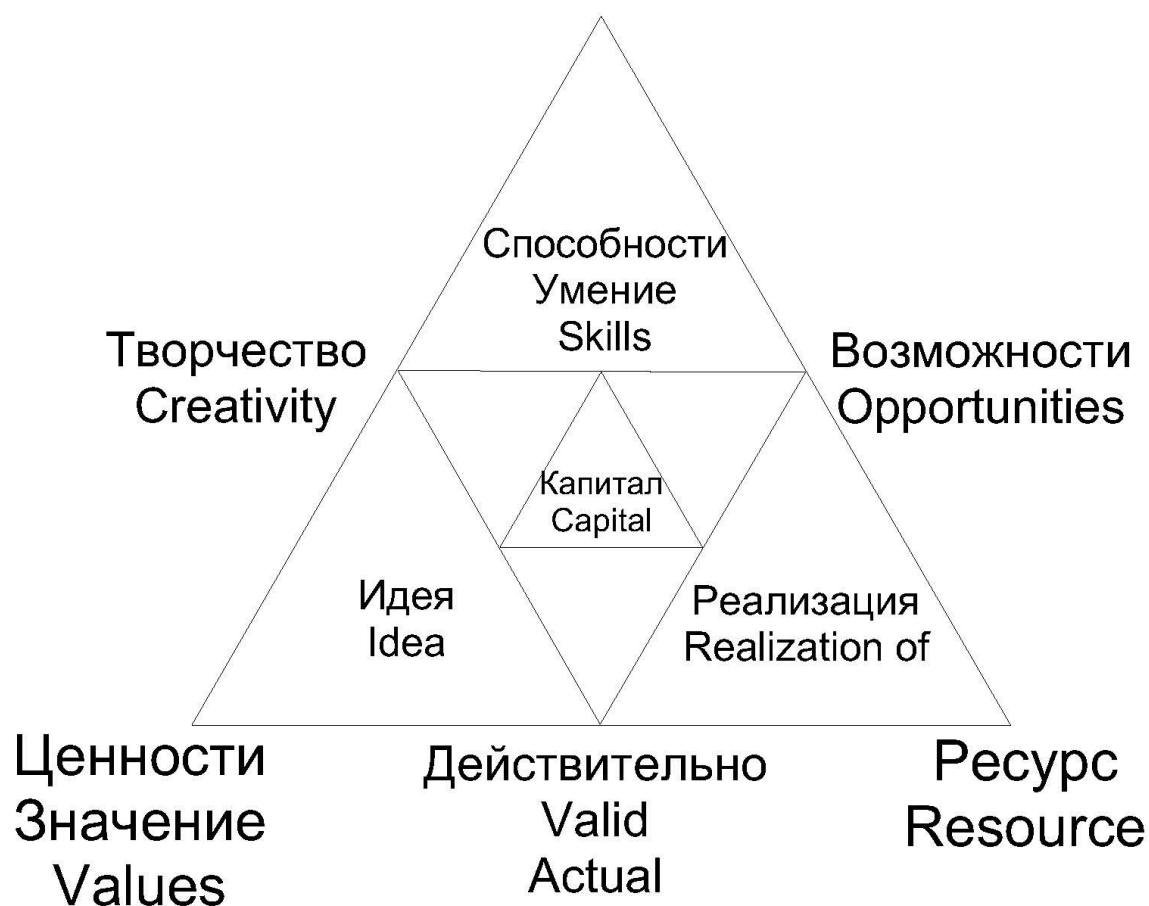 Способности
Умение
Skills
Творчество
Creativity
Возможности
Opportunities
Капитал
Capital
Идея
Idea
Реализация
Realization of
Ценности
Значение
Values
Действительно
Valid
Actual
Ресурс
Resource